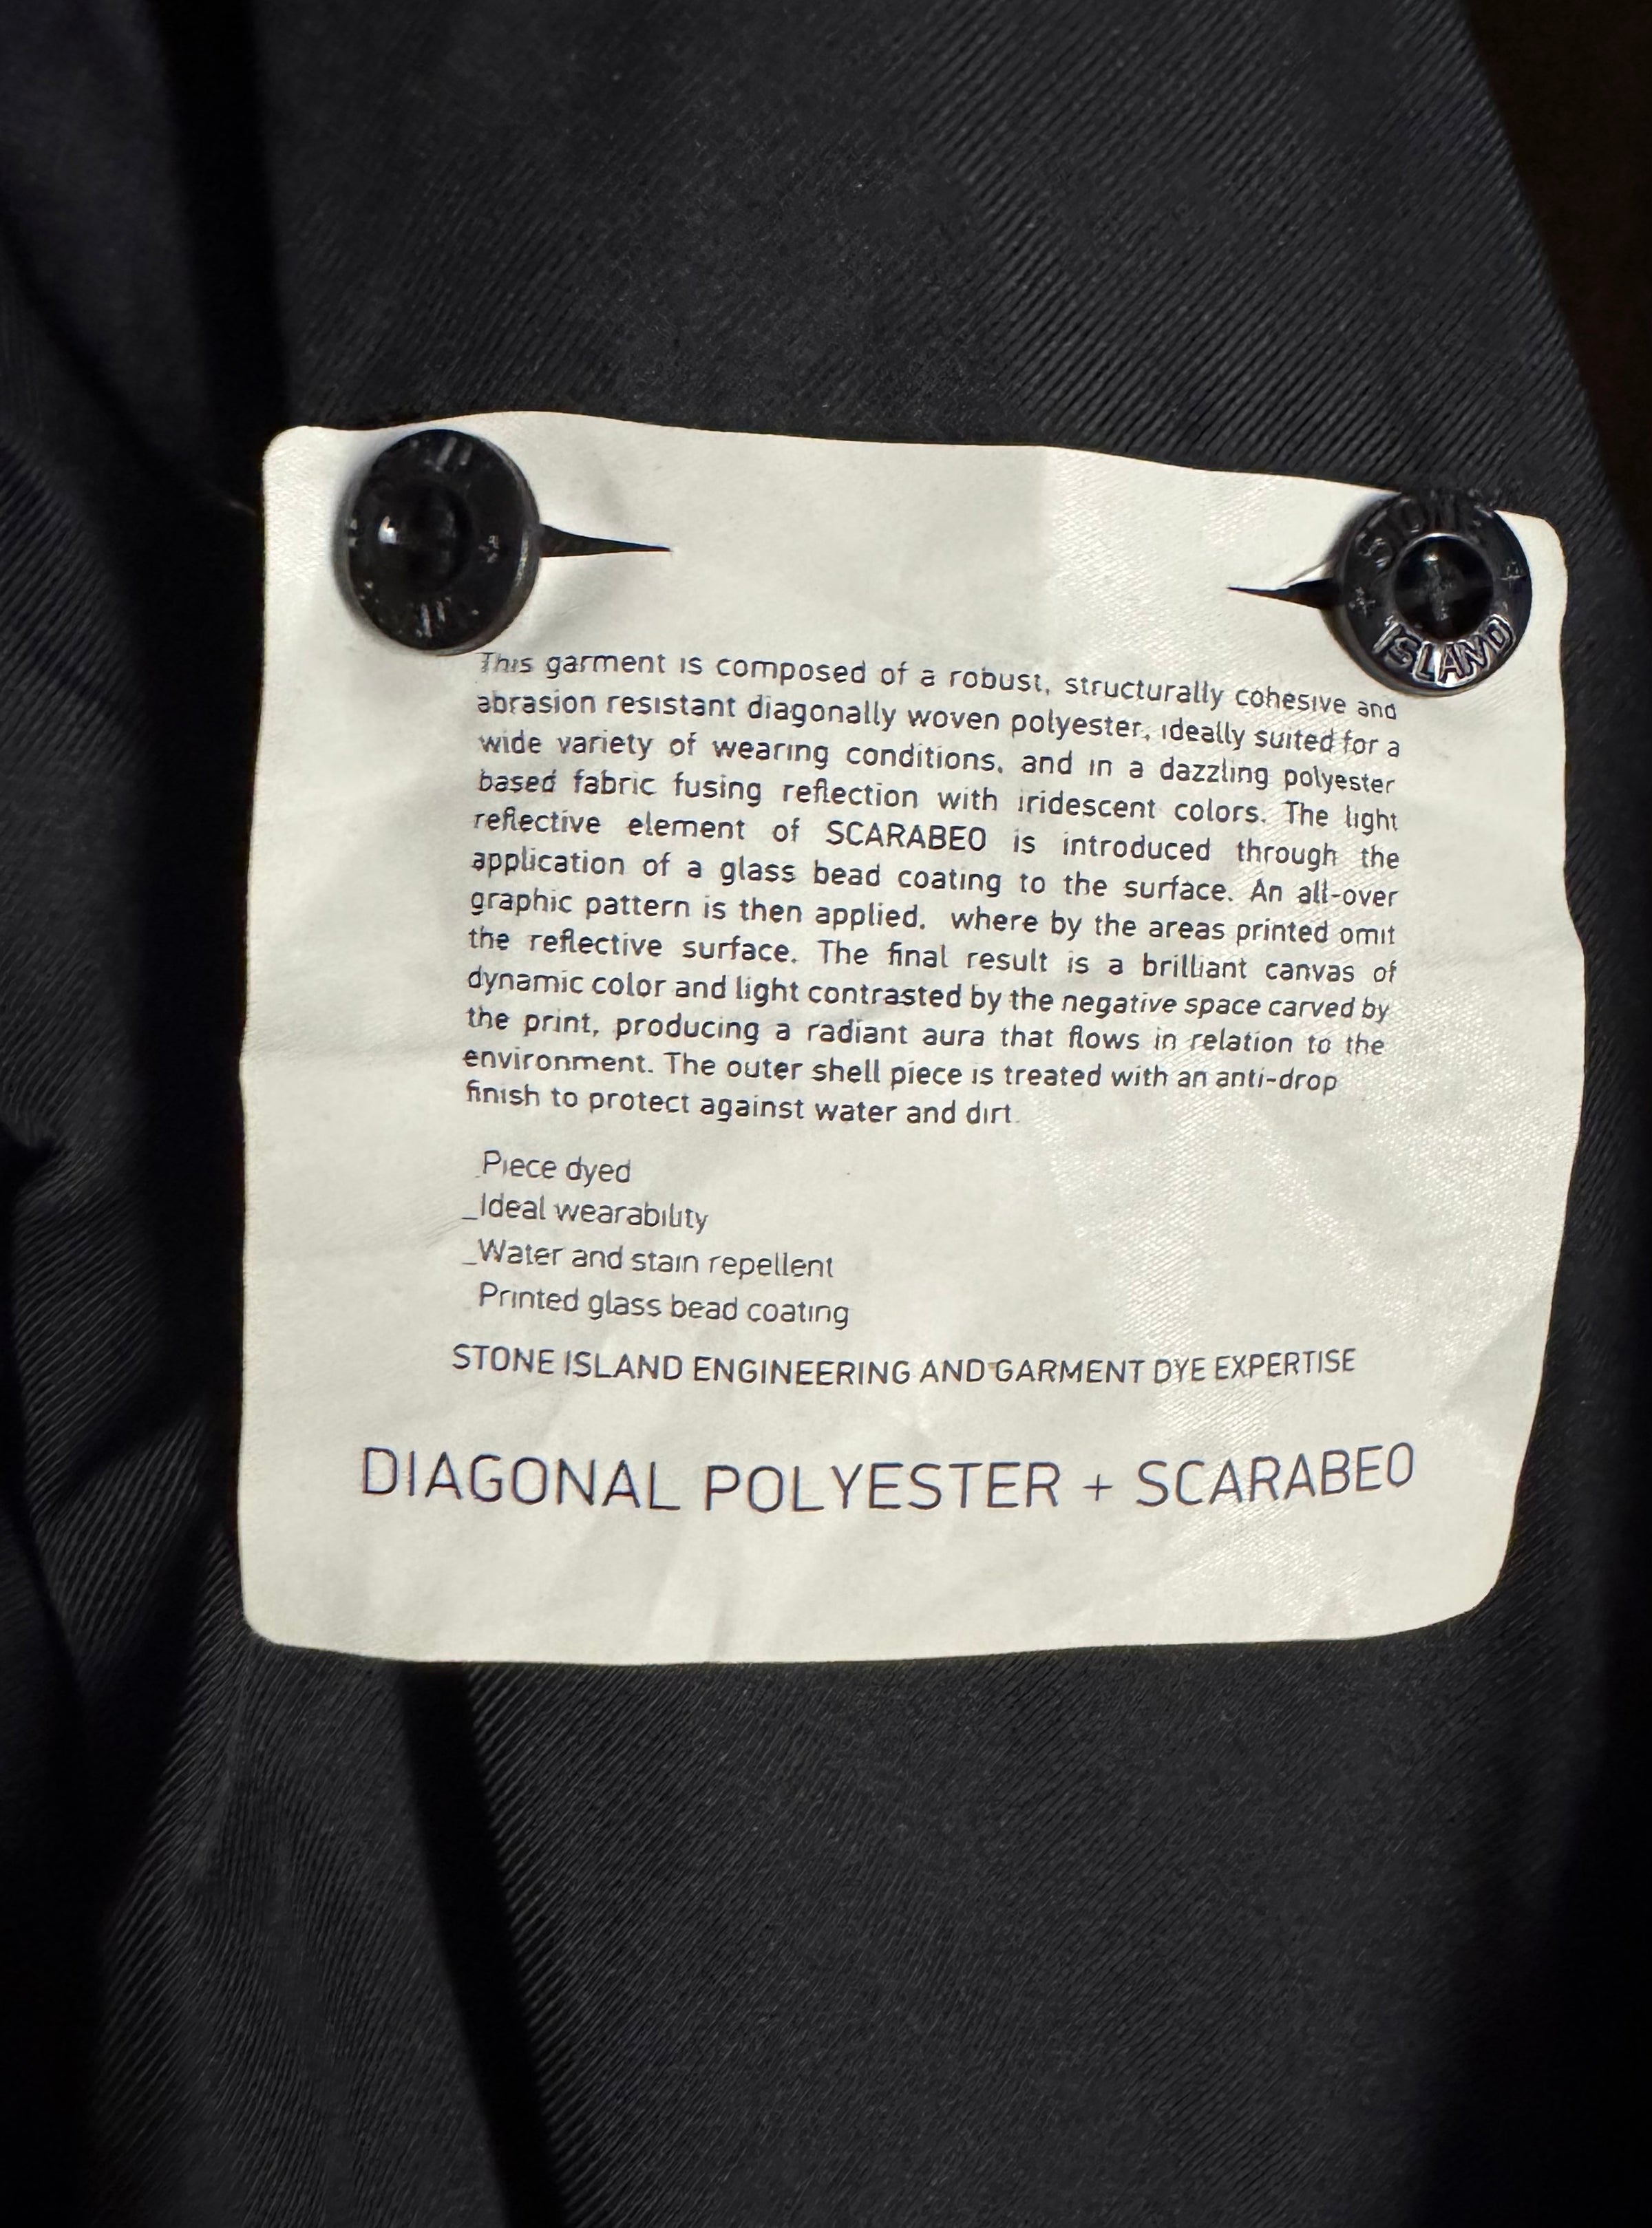 STONE
ISLAND
This garment is composed of a robust, structurally cohesive and
abrasion resistant diagonally woven polyester, ideally suited for a
wide variety of wearing conditions, and in a dazzling polyester
based fabric fusing reflection with iridescent colors. The light
reflective element of SCARABEO is introduced through the
application of a glass bead coating to the surface. An all-over
graphic pattern is then applied, where by the areas printed omit
the reflective surface. The final result is a brilliant canvas of
dynamic color and light contrasted by the negative space carved by
the print, producing a radiant aura that flows in relation to the
environment. The outer shell piece is treated with an anti-drop
finish to protect against water and dirt.
Piece dyed
_Ideal wearability
_Water and stain repellent
Printed glass bead coating
STONE ISLAND ENGINEERING AND GARMENT DYE EXPERTISE
DIAGONAL POLYESTER + SCARABEO